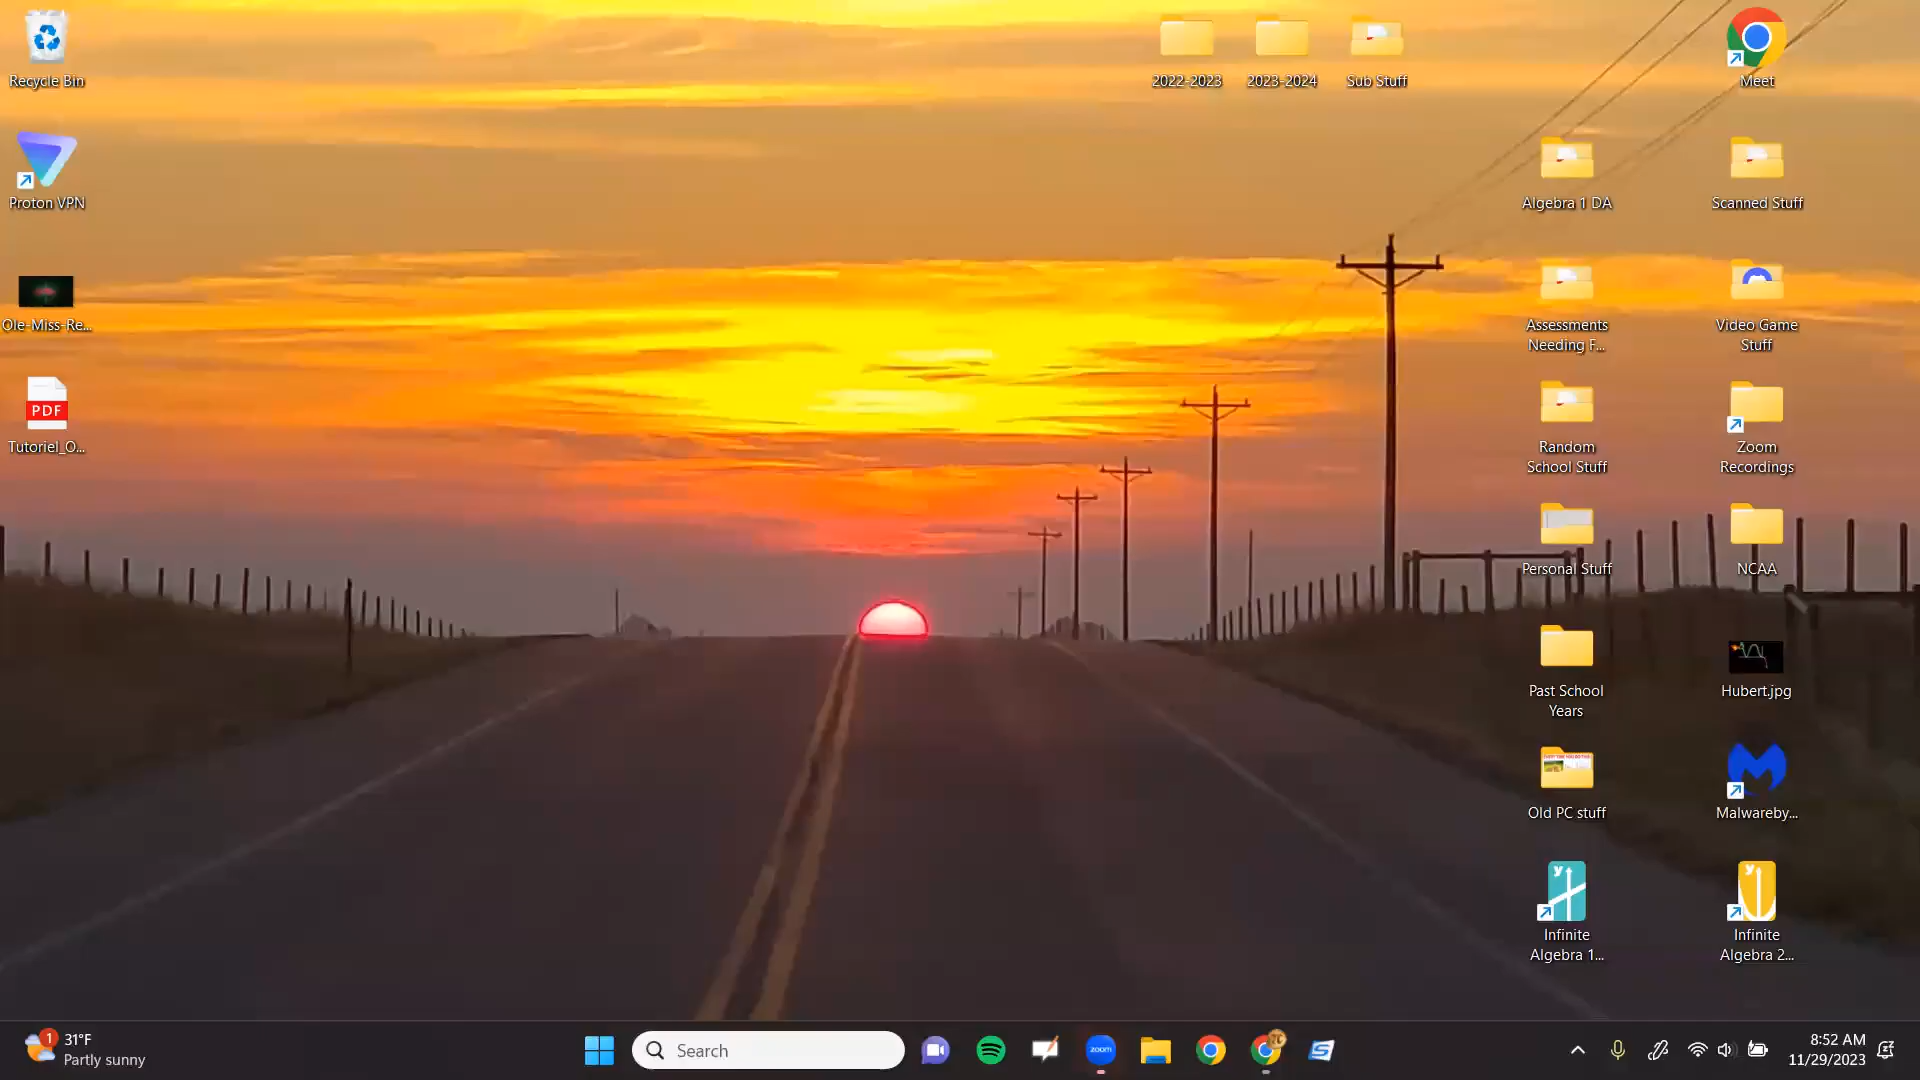 Recycle Bin
2022-2023
2023-2024
Sub Stuff
Meet
Proton VPN
Algebra 1 DA
Scanned Stuff
Ole-Miss-Re...
Assessments
Needing F...
Video Game
Stuff
PDF
Tutoriel_O...
Random
School Stuff
Zoom
Recordings
Personal Stuff
NCAA
Past School
Years
Hubert.jpg
Old PC stuff
Malwareby...
y
Infinite
Algebra 1...
y
Infinite
Algebra 2...
1
31°F
Partly sunny
Search
zoom
8:52 AM
11/29/2023